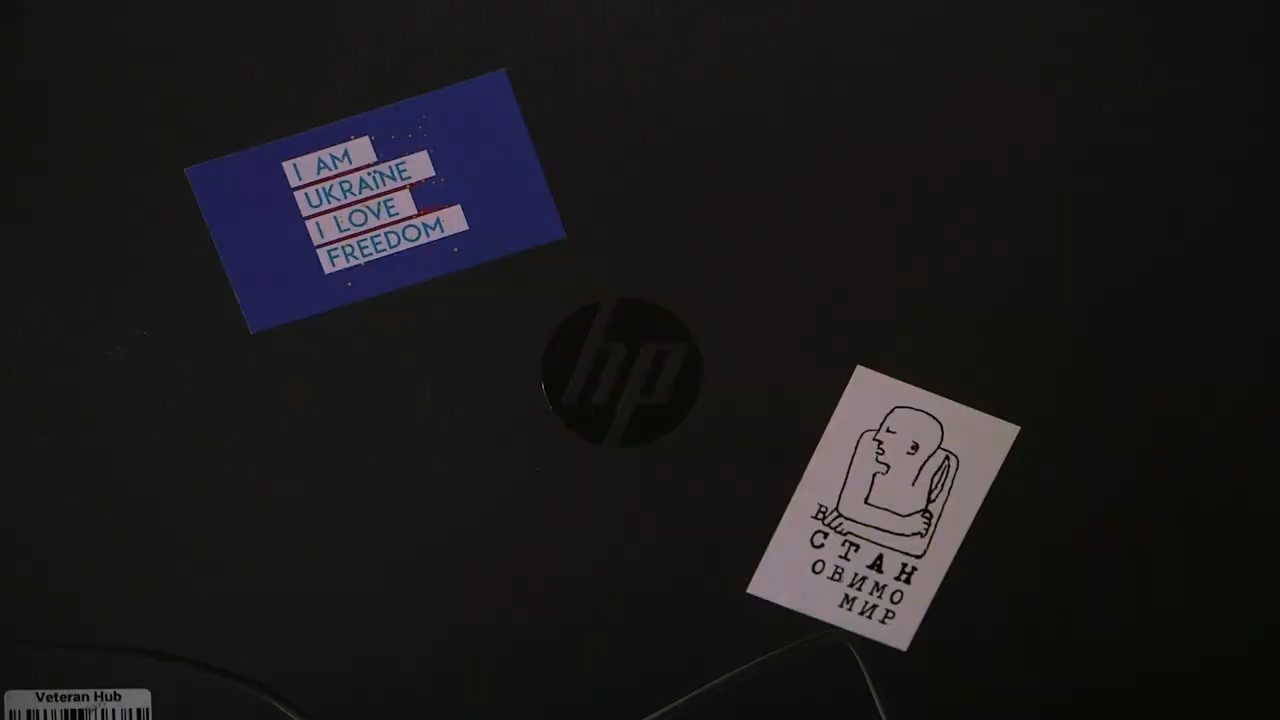 I AM
UKRAÏNE
I LOVE
FREEDOM
hp
В
СТАН
ОВИМО
МИР
Veteran Hub